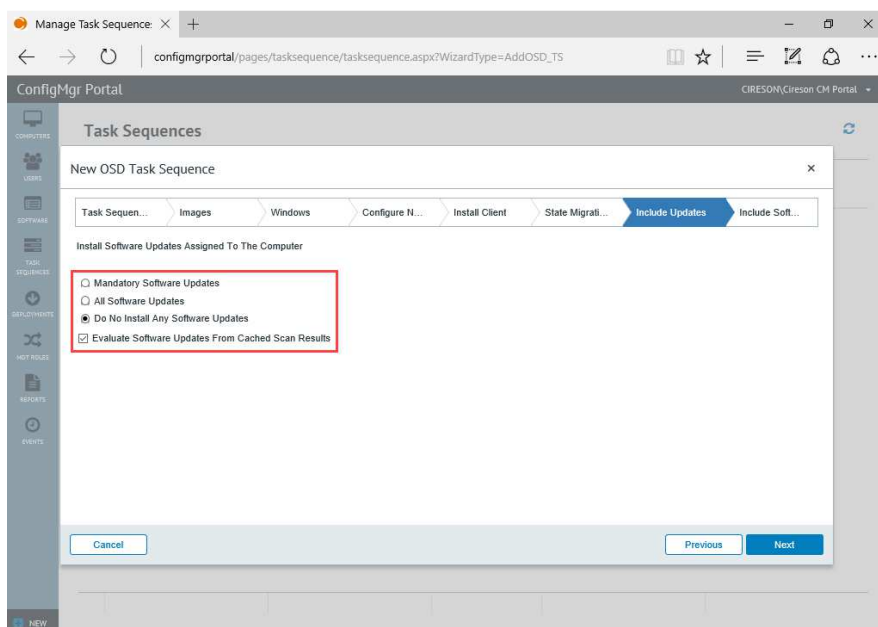 Manage Task Sequence:
configmgrportal/pages/tasksequence/tasksequence.aspx?WizardType=AddOSD_TS
ConfigMgr Portal
CIRESON\Cireson CM Portal
COMPUTERS
USERS
SOFTWARE
TASK
SEQUENCES
DEPLOYMENTS
HOT RULES
REPORTS
EVENTS
NEW
Task Sequences
New OSD Task Sequence
Task Sequen...
Images
Windows
Configure N...
Install Client
State Migrati...
Include Updates
Include Soft...
Install Software Updates Assigned To The Computer
Mandatory Software Updates
All Software Updates
Do No Install Any Software Updates
Evaluate Software Updates From Cached Scan Results
Cancel
Previous
Next